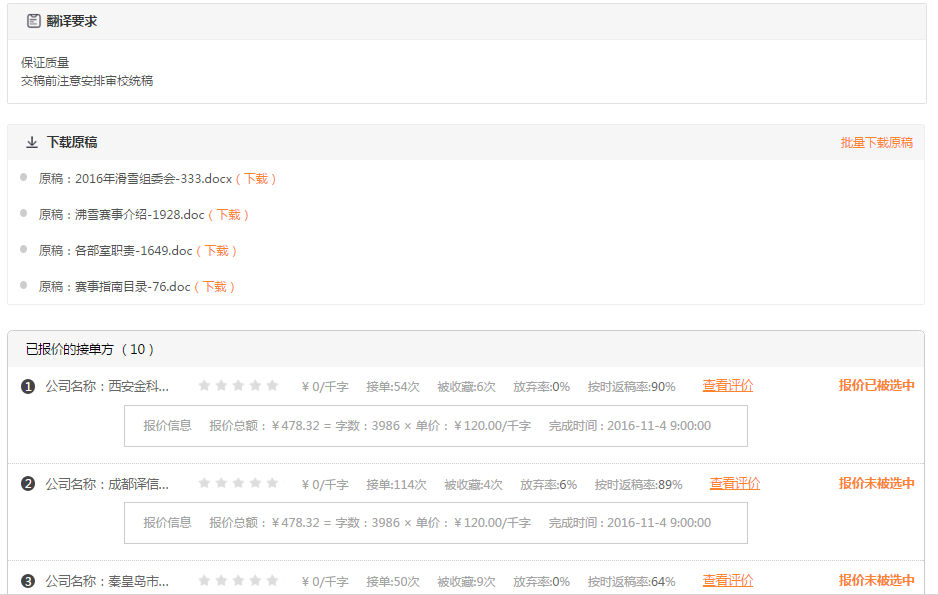 翻译要求
保证质量
交稿前注意安排审校统稿
下载原稿 批量下载原稿
原稿：2016年滑雪组委会-333.docx（下载）
原稿：沸雪赛事介绍-1928.doc（下载）
原稿：各部室职责-1649.doc（下载）
原稿：赛事指南目录-76.doc（下载）
已报价的接单方（10）
1 公司名称：西安金科... ¥ 0/千字 接单:54次 被收藏:6次 放弃率:0% 按时返稿率:90% 查看评价 报价已被选中
报价信息 报价总额：¥478.32 = 字数：3986 × 单价：¥120.00/千字 完成时间：2016-11-4 9:00:00
2 公司名称：成都译信... ¥ 0/千字 接单:114次 被收藏:4次 放弃率:6% 按时返稿率:89% 查看评价 报价未被选中
报价信息 报价总额：¥478.32 = 字数：3986 × 单价：¥120.00/千字 完成时间：2016-11-4 9:00:00
3 公司名称：秦皇岛市... ¥ 0/千字 接单:50次 被收藏:9次 放弃率:0% 按时返稿率:64% 查看评价 报价未被选中